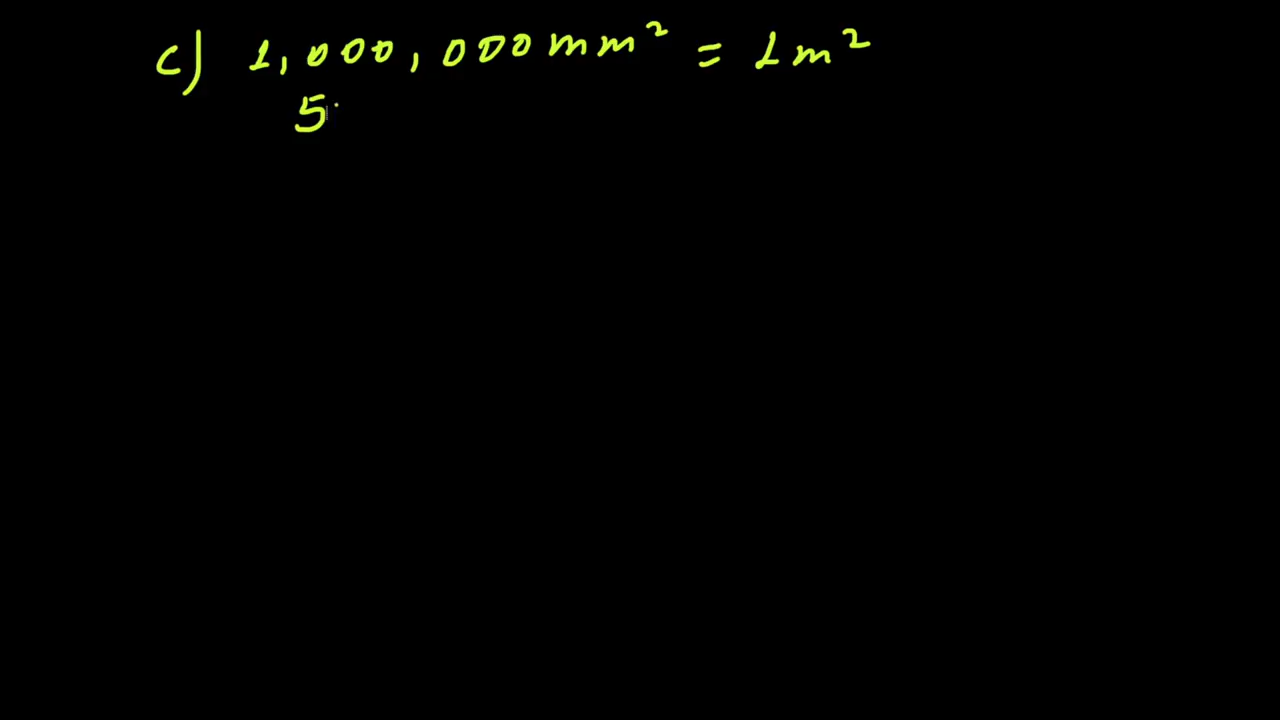 c) 1,000,000 mm² = 1 m²
5